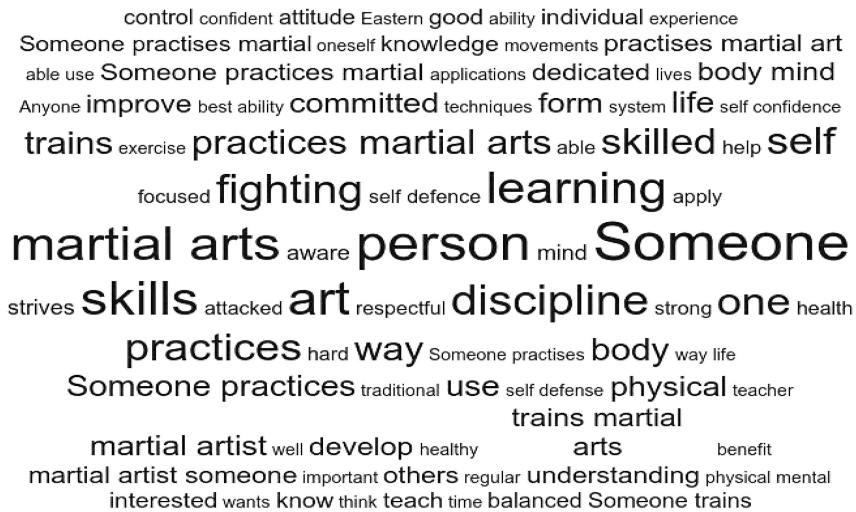 control confident attitude Eastern good ability individual experience
Someone practises martial oneself knowledge movements practises martial art
able use Someone practices martial applications dedicated lives body mind
Anyone improve best ability committed techniques form system life self confidence
trains exercise practices martial arts able skilled help self
focused fighting self defence learning apply
martial arts aware person mind Someone
strives skills attacked art respectful discipline strong one health
practices hard way Someone practises body way life
Someone practices traditional use self defense physical teacher
trains martial
martial artist well develop healthy arts benefit
martial artist someone important others regular understanding physical mental
interested wants know think teach time balanced Someone trains